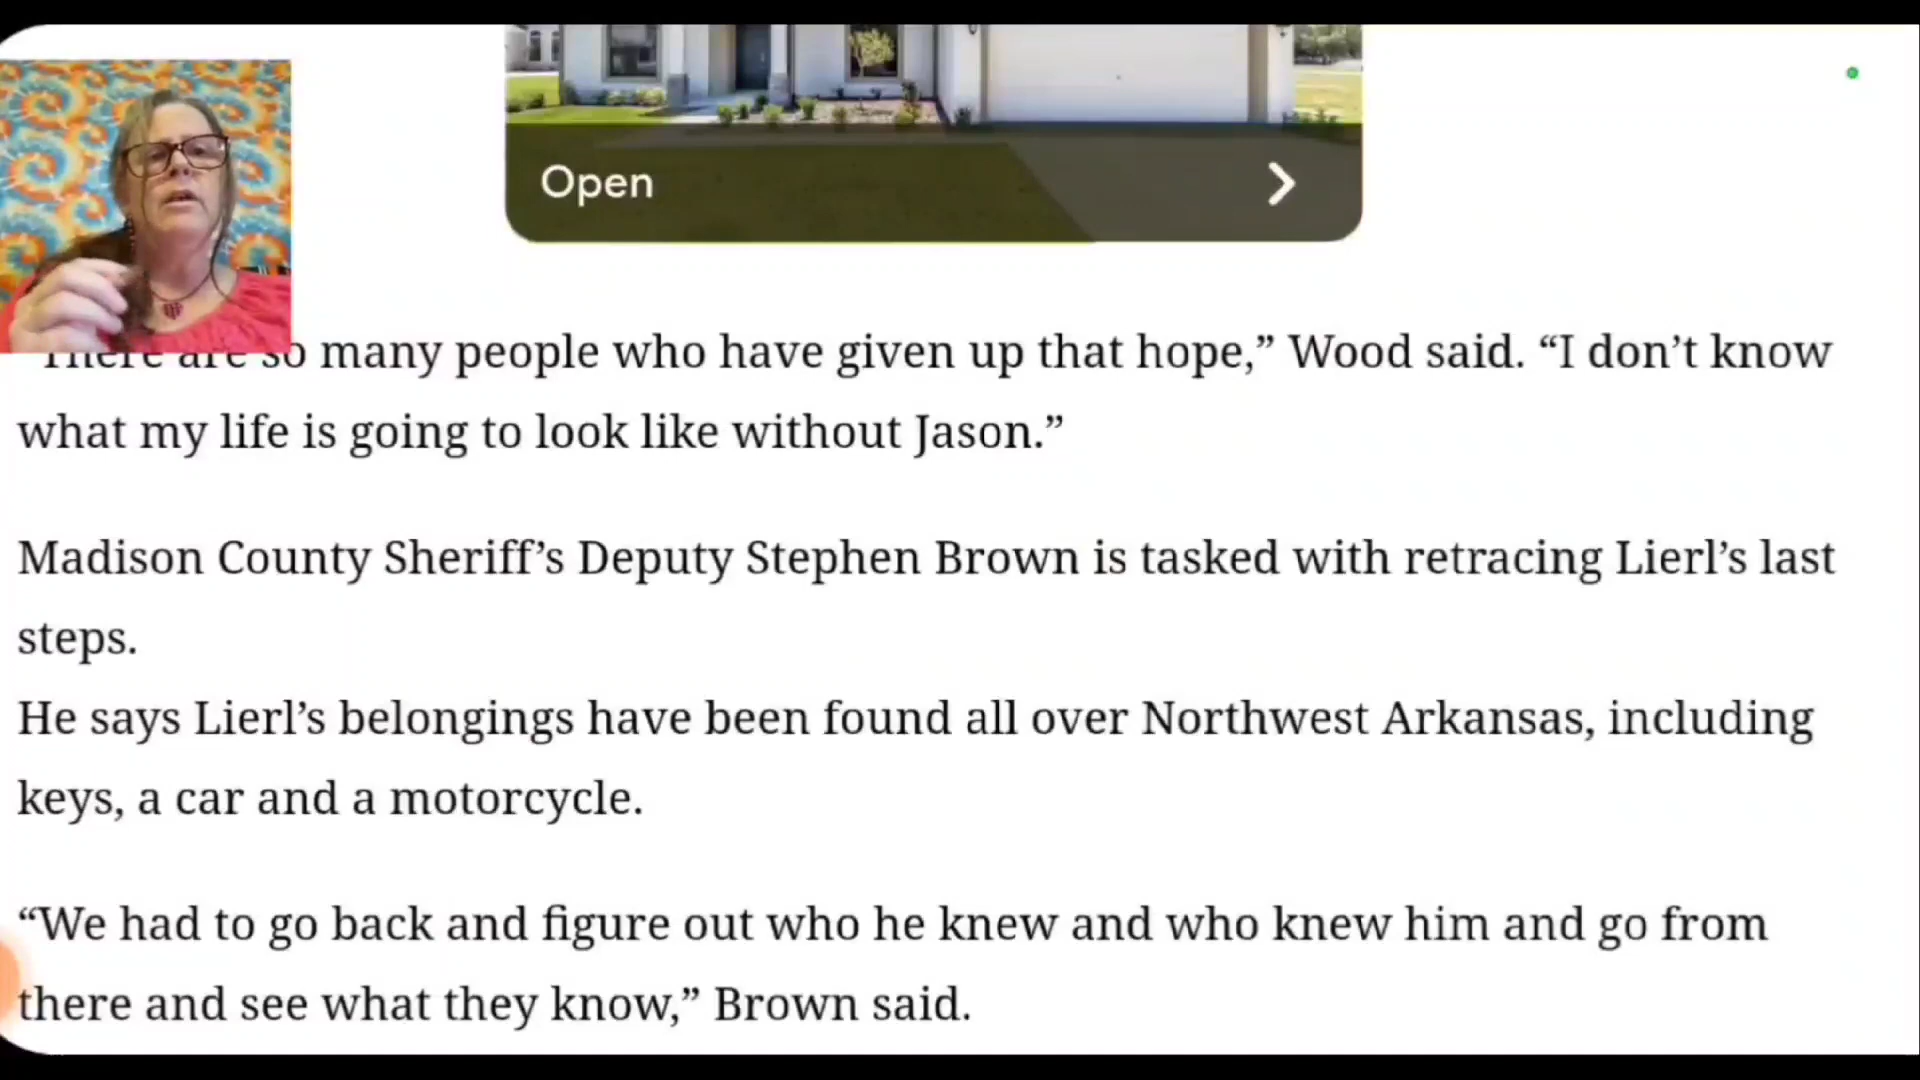 Open
"There are so many people who have given up that hope,” Wood said. “I don’t know
what my life is going to look like without Jason.”
Madison County Sheriff’s Deputy Stephen Brown is tasked with retracing Lierl’s last
steps.
He says Lierl’s belongings have been found all over Northwest Arkansas, including
keys, a car and a motorcycle.
“We had to go back and figure out who he knew and who knew him and go from
there and see what they know,” Brown said.